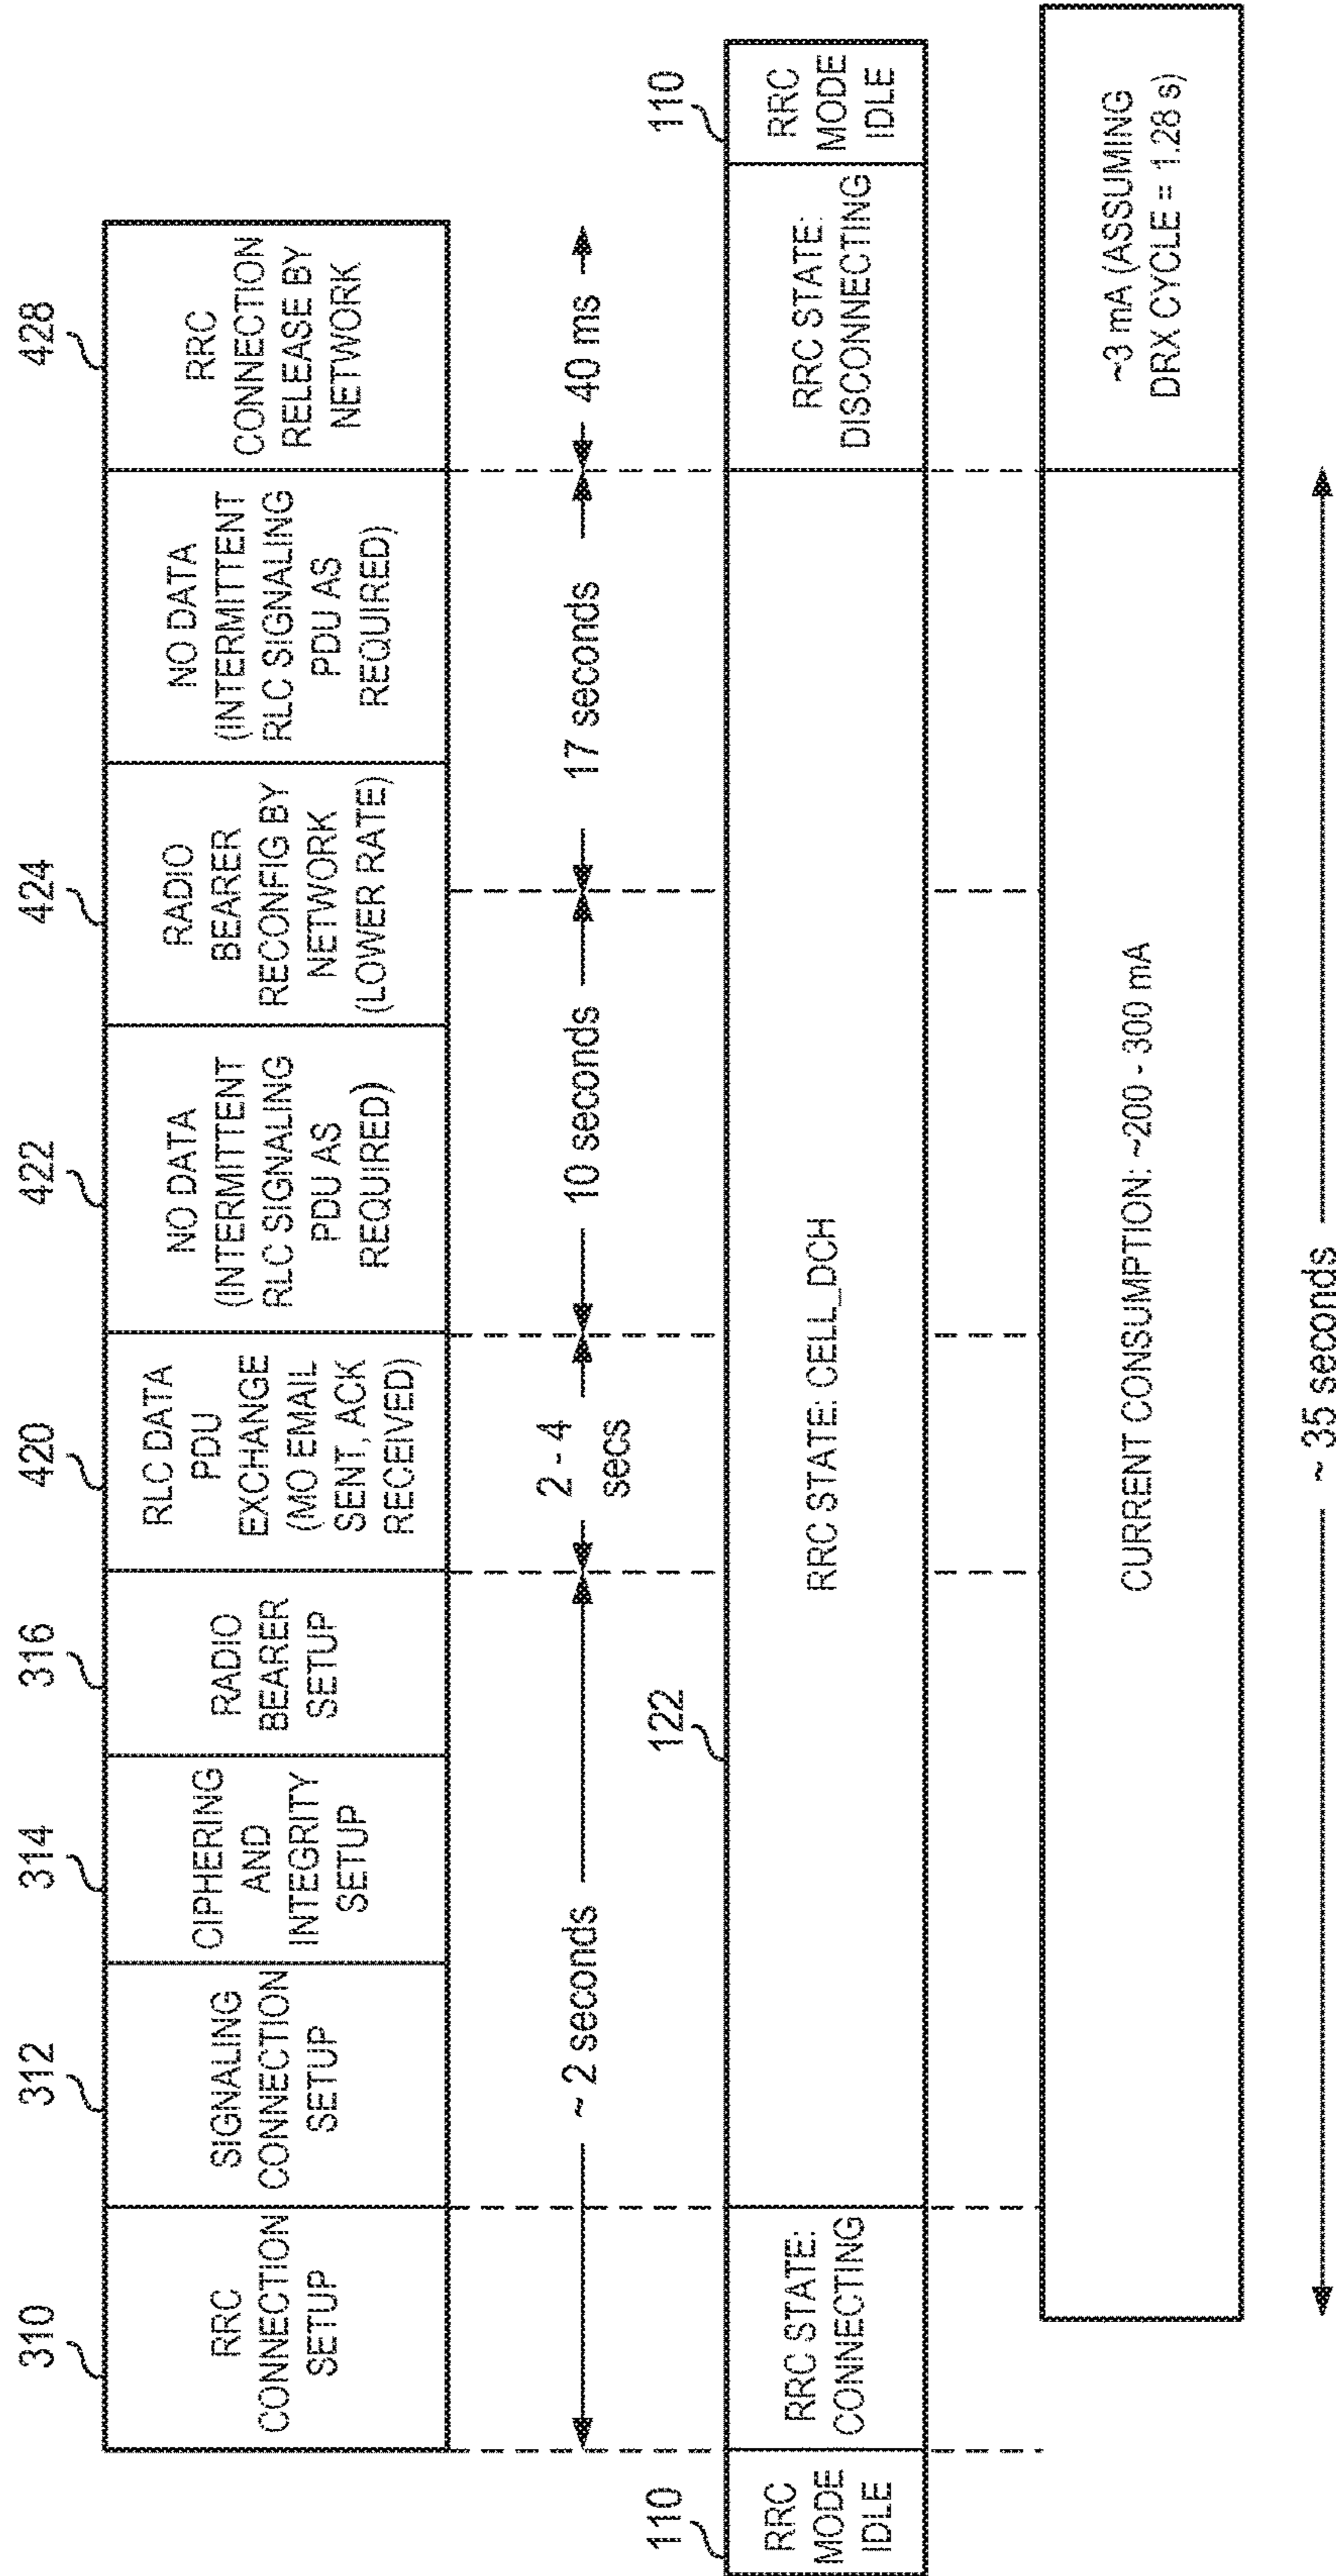 310
312
314
316
420
422
424
428
RRC
CONNECTION
SETUP
SIGNALING
CONNECTION
SETUP
CIPHERING
AND
INTEGRITY
SETUP
RADIO
BEARER
SETUP
RLC DATA
PDU
EXCHANGE
(MO EMAIL
SENT, ACK
RECEIVED)
NO DATA
(INTERMITTENT
RLC SIGNALING
PDU AS
REQUIRED)
RADIO
BEARER
RECONFIG BY
NETWORK
(LOWER RATE)
NO DATA
(INTERMITTENT
RLC SIGNALING
PDU AS
REQUIRED)
RRC
CONNECTION
RELEASE BY
NETWORK
~ 2 seconds
2 - 4
secs
10 seconds
17 seconds
40 ms
110
122
110
RRC
MODE
IDLE
RRC STATE:
CONNECTING
RRC STATE: CELL_DCH
RRC STATE:
DISCONNECTING
RRC
MODE
IDLE
CURRENT CONSUMPTION: ~200 - 300 mA
~3 mA (ASSUMING
DRX CYCLE = 1.28 s)
~ 35 seconds